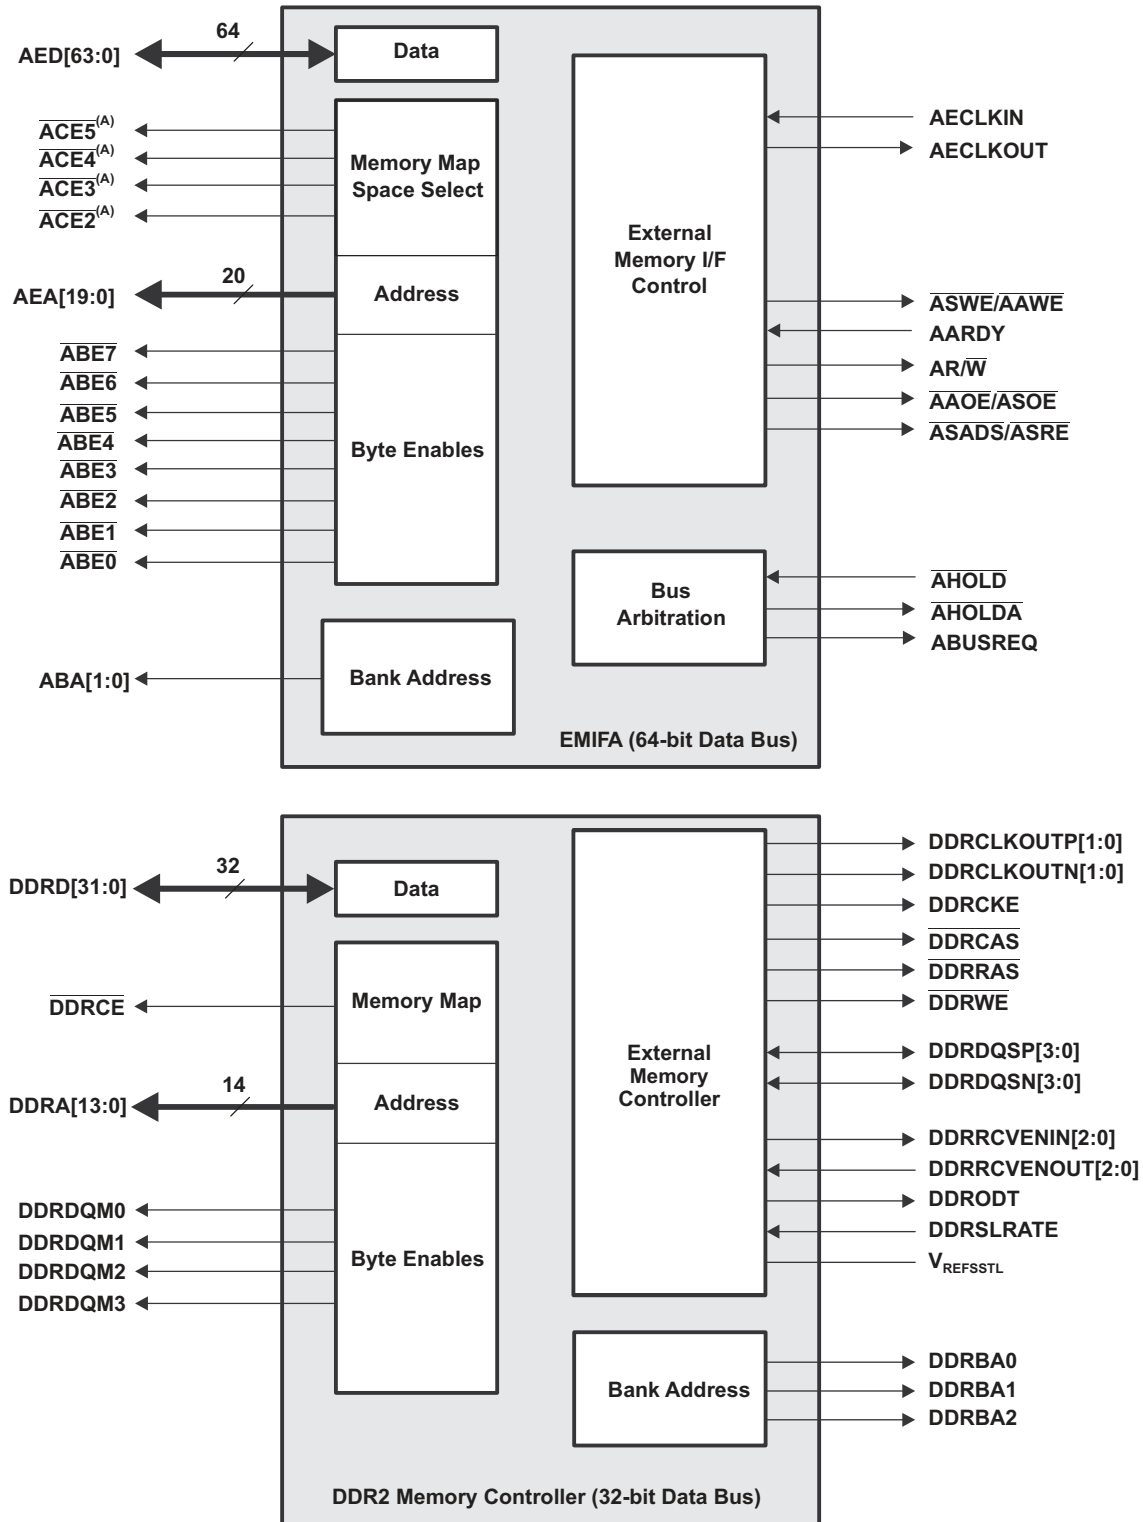 64
AED[63:0]
Data
ACE5(A)
ACE4(A)
ACE3(A)
ACE2(A)
Memory Map
Space Select
20
AEA[19:0]
Address
ABE7
ABE6
ABE5
ABE4
ABE3
ABE2
ABE1
ABE0
Byte Enables
ABA[1:0]
Bank Address
External
Memory I/F
Control
AECLKIN
AECLKOUT
ASWE/AAWE
AARDY
AR/W
AAOE/ASOE
ASADS/ASRE
Bus
Arbitration
AHOLD
AHOLDA
ABUSREQ
EMIFA (64-bit Data Bus)
32
DDRD[31:0]
Data
DDRCE
Memory Map
14
DDRA[13:0]
Address
DDRDQM0
DDRDQM1
DDRDQM2
DDRDQM3
Byte Enables
External
Memory
Controller
DDRCLKOUTP[1:0]
DDRCLKOUTN[1:0]
DDRCKE
DDRCAS
DDRRAS
DDRWE
DDRDQSP[3:0]
DDRDQSN[3:0]
DDRRCVENIN[2:0]
DDRRCVENOUT[2:0]
DDRODT
DDRSLRATE
VREFSSTL
Bank Address
DDRBA0
DDRBA1
DDRBA2
DDR2 Memory Controller (32-bit Data Bus)